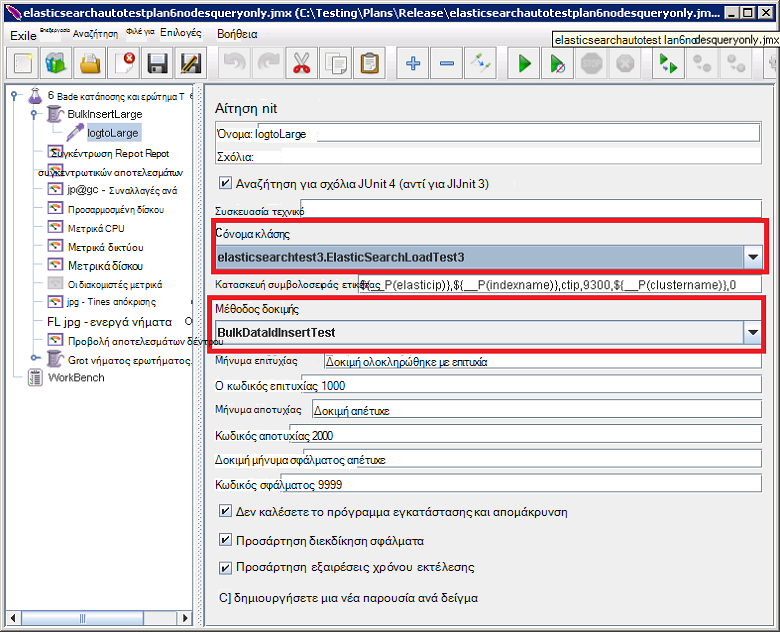 elasticsearchautotestplan6nodesqueryonly.jmx (C:\Testing\Plans\Release\elasticsearchautotestplan6nodesqueryonly.jm...
Exile Επεξεργασία Αναζήτηση Φιλέ για Επιλογές Βοήθεια
elasticsearchautotest lan6nodesqueryonly.jmx
6 Bade κατάποσης και ερώτημα T
BulkInsertLarge
logtoLarge
Συγκέντρωση Repot Repot
συγκεντρωτικών αποτελεσμάτων
jp@gc - Συναλλαγές ανά
Προσαρμοσμένη δίσκου
Μετρικά CPU
Μετρικά δικτύου
Μετρικά δίσκου
Οι διακομιστές μετρικά
jpg - Tines απόκρισης
FL jpg - ενεργά νήματα Ο
Προβολή αποτελεσμάτων δέντρου
Grot νήματος ερωτήματος.
WorkBench
Αίτηση nit
Όνομα: logtoLarge
Σχόλια:
Αναζήτηση για σχόλια JUnit 4 (αντί για JIJnit 3)
Συσκευασία τεχνικό
Cόνομα κλάσης
elasticsearchtest3.ElasticSearchLoadTest3
Κατασκευή συμβολοσειράς ετικέτας P(elasticip)},${__P(indexname)},ctip,9300,${__P(clustername)},0
Μέθοδος δοκιμής
BulkDataIdInsertTest
Μήνυμα επιτυχίας Δοκιμή ολοκληρώθηκε με επιτυχία
Ο κωδικός επιτυχίας 1000
Μήνυμα αποτυχίας Δοκιμή απέτυχε
Κωδικός αποτυχίας 2000
Δοκιμή μήνυμα σφάλματος απέτυχε
Κωδικός σφάλματος 9999
Δεν καλέσετε το πρόγραμμα εγκατάστασης και απομάκρυνση
Προσάρτηση διεκδίκηση σφάλματα
Προσάρτηση εξαιρέσεις χρόνου εκτέλεσης
C] δημιουργήσετε μια νέα παρουσία ανά δείγμα